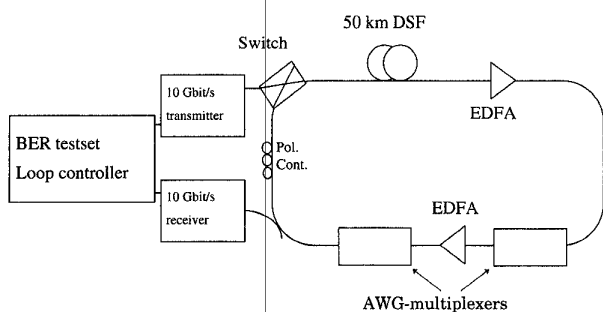 50 km DSF
Switch
10 Gbit/s
transmitter
EDFA
BER testset
Loop controller
Pol.
Cont.
10 Gbit/s
receiver
EDFA
AWG-multiplexers